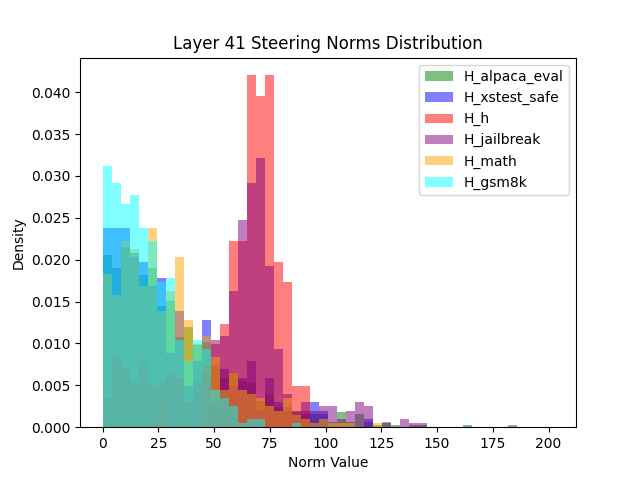 Layer 41 Steering Norms Distribution
H_alpaca_eval
H_xstest_safe
H_h
H_jailbreak
H_math
H_gsm8k
Density
0.040
0.035
0.030
0.025
0.020
0.015
0.010
0.005
0.000
0 25 50 75 100 125 150 175 200
Norm Value